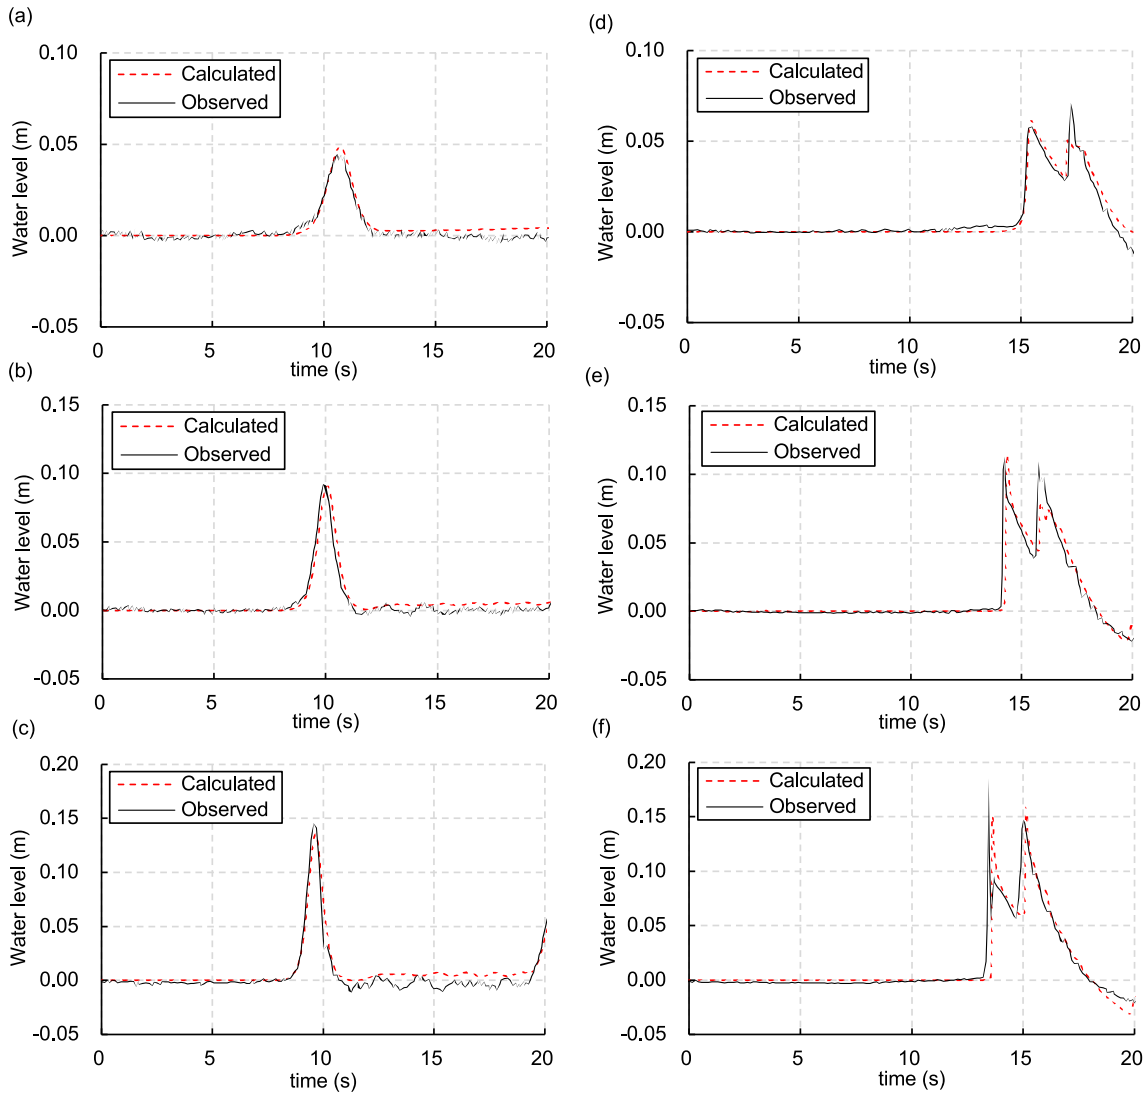 (a)
0.10
0.05
0.00
-0.05
Water level (m)
Calculated
Observed
0 5 10 15 20
time (s)
(d)
0.10
0.05
0.00
-0.05
Water level (m)
Calculated
Observed
0 5 10 15 20
time (s)
(b)
0.15
0.10
0.05
0.00
-0.05
Water level (m)
Calculated
Observed
0 5 10 15 20
time (s)
(e)
0.15
0.10
0.05
0.00
-0.05
Water level (m)
Calculated
Observed
0 5 10 15 20
time (s)
(c)
0.20
0.15
0.10
0.05
0.00
-0.05
Water level (m)
Calculated
Observed
0 5 10 15 20
time (s)
(f)
0.20
0.15
0.10
0.05
0.00
-0.05
Water level (m)
Calculated
Observed
0 5 10 15 20
time (s)